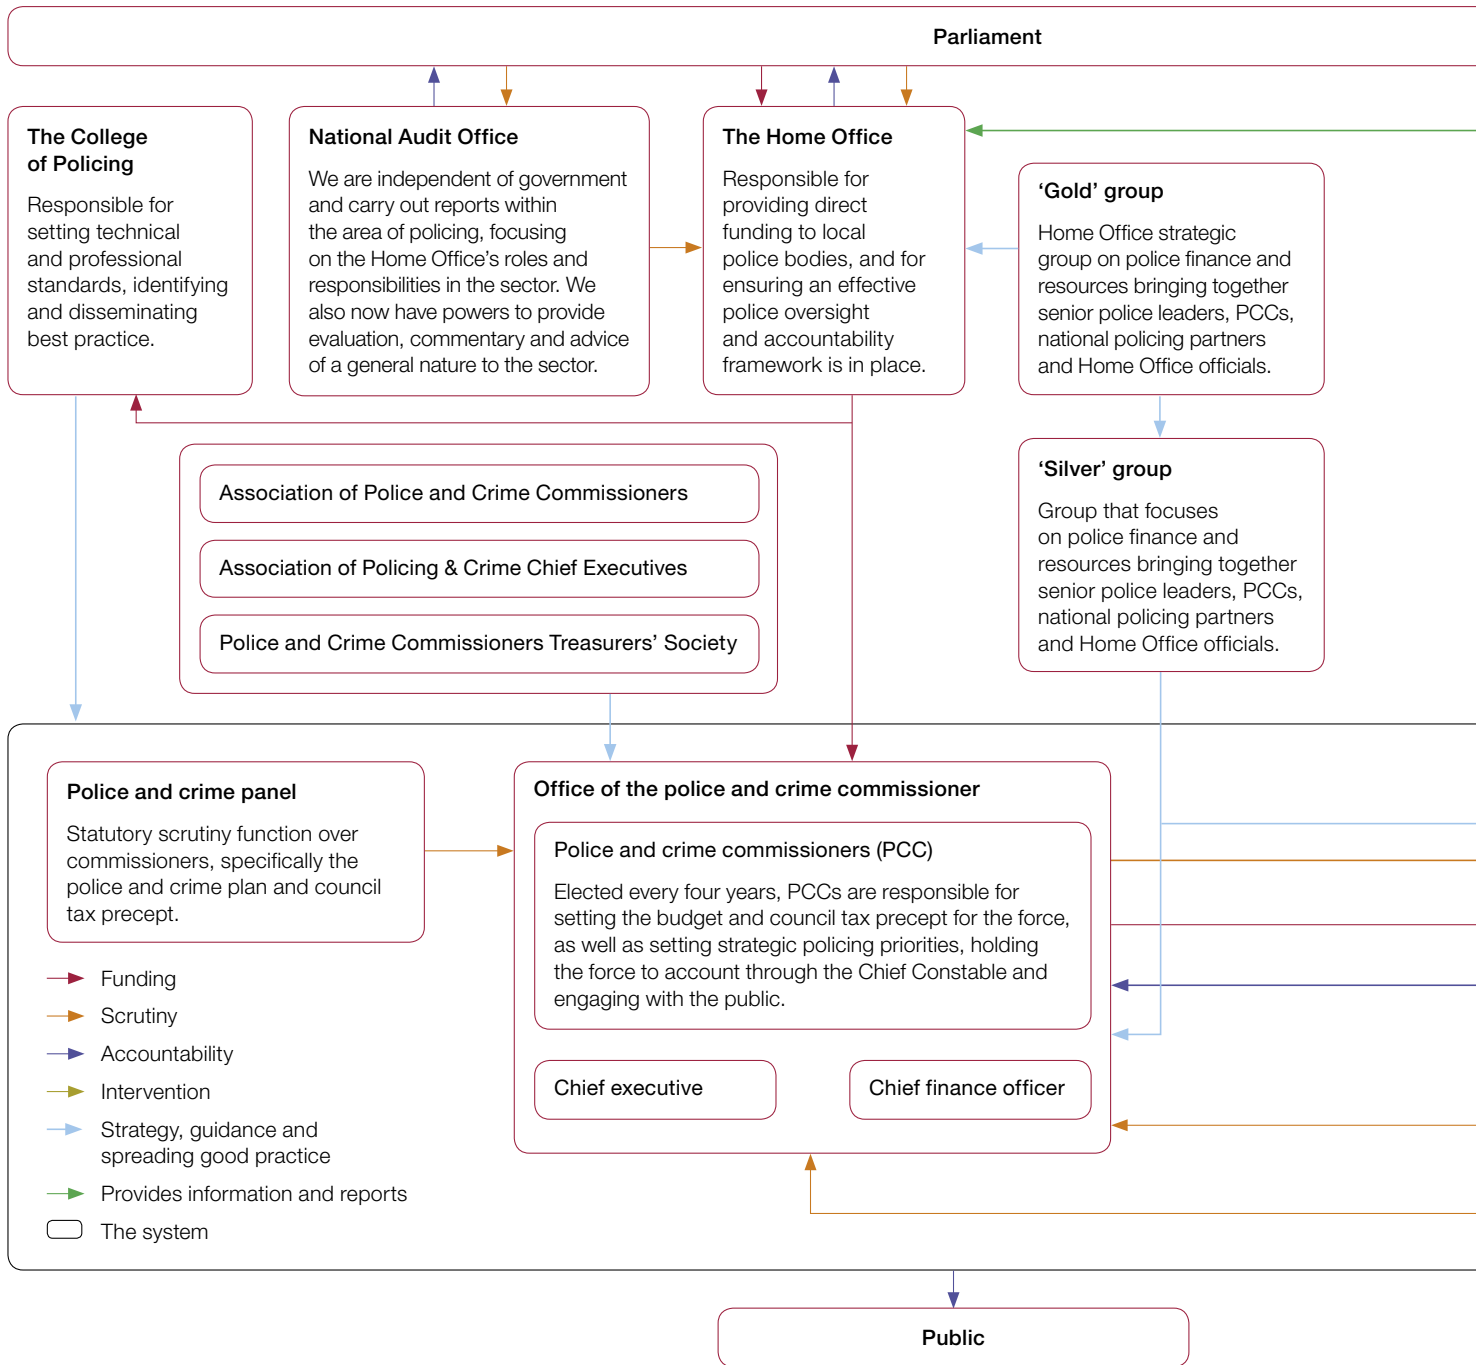 Parliament
The College
of Policing
Responsible for
setting technical
and professional
standards, identifying
and disseminating
best practice.
National Audit Office
We are independent of government
and carry out reports within
the area of policing, focusing
on the Home Office’s roles and
responsibilities in the sector. We
also now have powers to provide
evaluation, commentary and advice
of a general nature to the sector.
The Home Office
Responsible for
providing direct
funding to local
police bodies, and for
ensuring an effective
police oversight
and accountability
framework is in place.
‘Gold’ group
Home Office strategic
group on police finance and
resources bringing together
senior police leaders, PCCs,
national policing partners
and Home Office officials.
‘Silver’ group
Group that focuses
on police finance and
resources bringing together
senior police leaders, PCCs,
national policing partners
and Home Office officials.
Association of Police and Crime Commissioners
Association of Policing & Crime Chief Executives
Police and Crime Commissioners Treasurers’ Society
Police and crime panel
Statutory scrutiny function over
commissioners, specifically the
police and crime plan and council
tax precept.
Office of the police and crime commissioner
Police and crime commissioners (PCC)
Elected every four years, PCCs are responsible for
setting the budget and council tax precept for the force,
as well as setting strategic policing priorities, holding
the force to account through the Chief Constable and
engaging with the public.
Chief executive
Chief finance officer
Funding
Scrutiny
Accountability
Intervention
Strategy, guidance and
spreading good practice
Provides information and reports
The system
Public